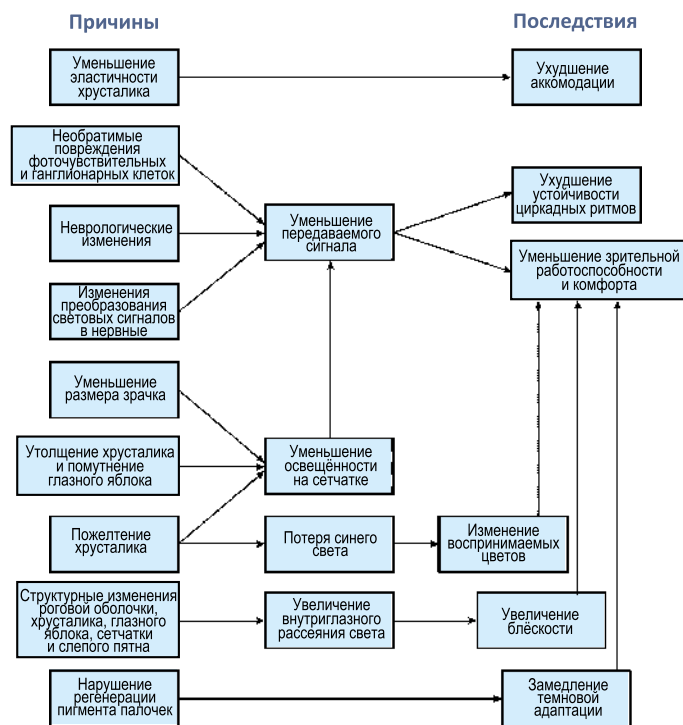 Причины
Последствия
Уменьшение
эластичности
хрусталика
Ухудшение
аккомодации
Необратимые
повреждения
фоточувствительных
и ганглионарных клеток
Ухудшение
устойчивости
циркадных ритмов
Неврологические
изменения
Уменьшение
передаваемого
сигнала
Уменьшение зрительной
работоспособности
и комфорта
Изменения
преобразования
световых сигналов
в нервные
Уменьшение
размера зрачка
Утолщение хрусталика
и помутнение
глазного яблока
Уменьшение
освещённости
на сетчатке
Пожелтение
хрусталика
Потеря синего
света
Изменение
воспринимаемых
цветов
Структурные изменения
роговой оболочки,
хрусталика, глазного
яблока, сетчатки
и слепого пятна
Увеличение
внутриглазного
рассеяния света
Увеличение
блёскости
Нарушение
регенерации
пигмента палочек
Замедление
темновой
адаптации